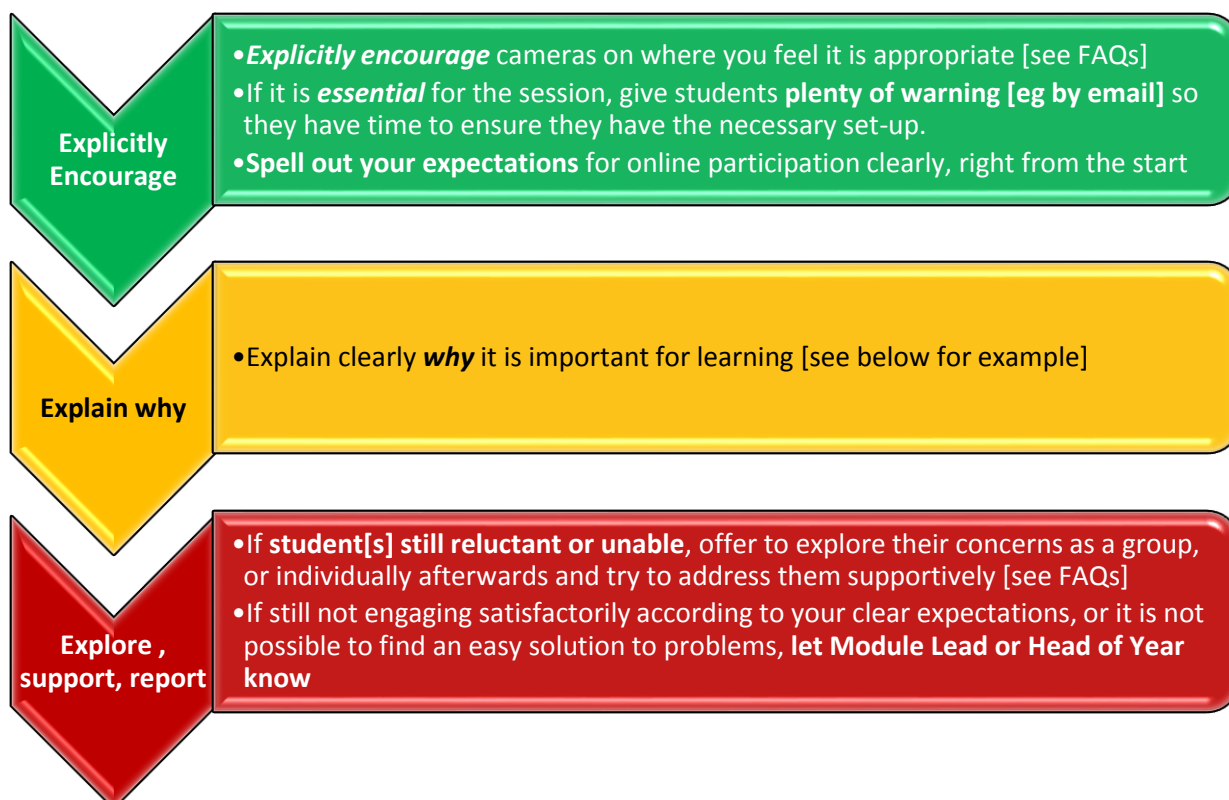 Explicitly
Encourage
•Explicitly encourage cameras on where you feel it is appropriate [see FAQs]
•If it is essential for the session, give students plenty of warning [eg by email] so
they have time to ensure they have the necessary set-up.
•Spell out your expectations for online participation clearly, right from the start
Explain why
•Explain clearly why it is important for learning [see below for example]
Explore ,
support, report
•If student[s] still reluctant or unable, offer to explore their concerns as a group,
or individually afterwards and try to address them supportively [see FAQs]
•If still not engaging satisfactorily according to your clear expectations, or it is not
possible to find an easy solution to problems, let Module Lead or Head of Year
know